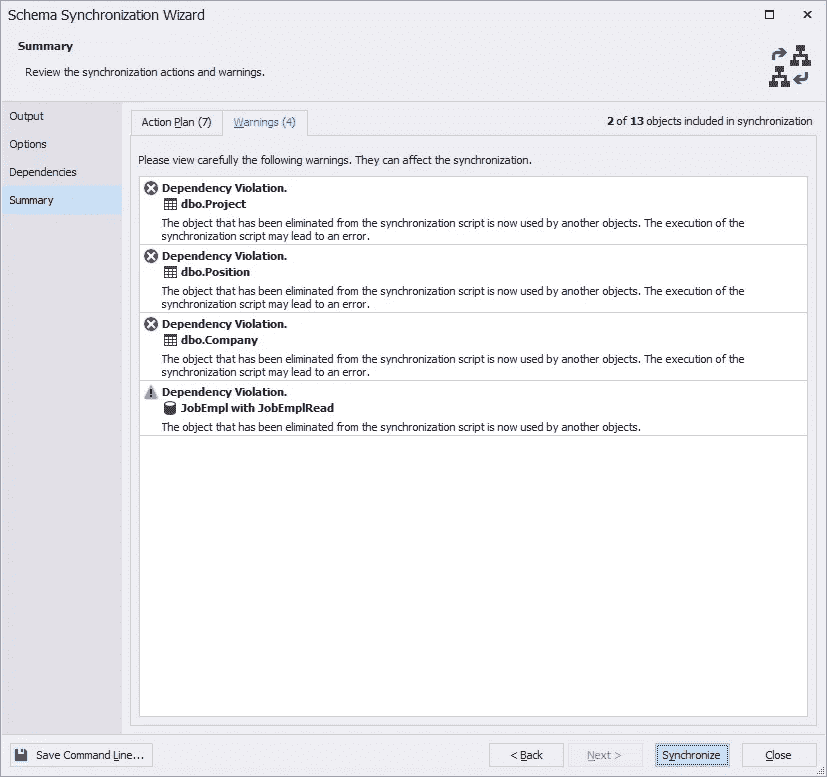 Schema Synchronization Wizard
Summary
Review the synchronization actions and warnings.
Output
Options
Dependencies
Summary
Action Plan (7)
Warnings (4)
2 of 13 objects included in synchronization
Please view carefully the following warnings. They can affect the synchronization.
Dependency Violation.
dbo.Project
The object that has been eliminated from the synchronization script is now used by another objects. The execution of the
synchronization script may lead to an error.
Dependency Violation.
dbo.Position
The object that has been eliminated from the synchronization script is now used by another objects. The execution of the
synchronization script may lead to an error.
Dependency Violation.
dbo.Company
The object that has been eliminated from the synchronization script is now used by another objects. The execution of the
synchronization script may lead to an error.
Dependency Violation.
JobEmpl with JobEmplRead
The object that has been eliminated from the synchronization script is now used by another objects.
Save Command Line...
< Back
Next >
Synchronize
Close